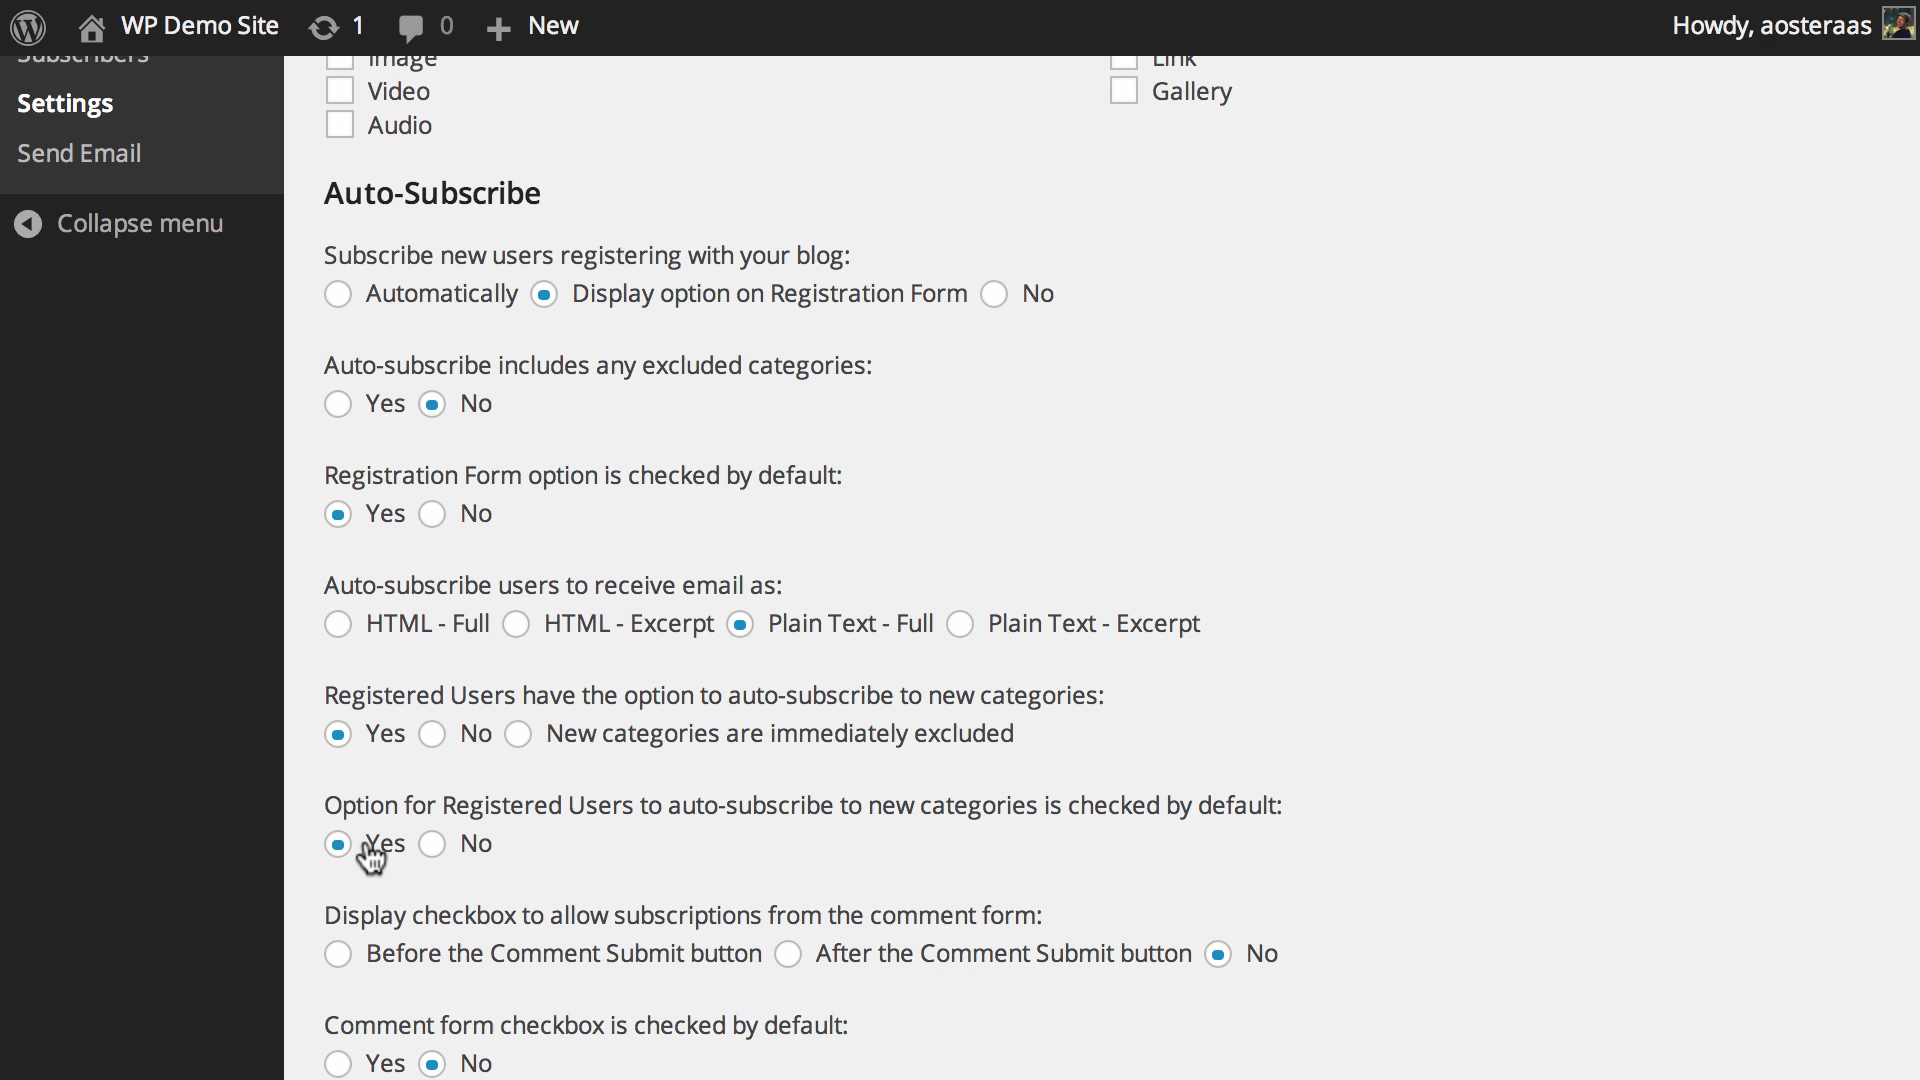 WP Demo Site 1 0 New Howdy, aosteraas
Subscribers
Image Link
Settings
Video Gallery
Audio
Send Email
Auto-Subscribe
Collapse menu
Subscribe new users registering with your blog:
Automatically Display option on Registration Form No
Auto-subscribe includes any excluded categories:
Yes No
Registration Form option is checked by default:
Yes No
Auto-subscribe users to receive email as:
HTML - Full HTML - Excerpt Plain Text - Full Plain Text - Excerpt
Registered Users have the option to auto-subscribe to new categories:
Yes No New categories are immediately excluded
Option for Registered Users to auto-subscribe to new categories is checked by default:
Yes No
Display checkbox to allow subscriptions from the comment form:
Before the Comment Submit button After the Comment Submit button No
Comment form checkbox is checked by default:
Yes No